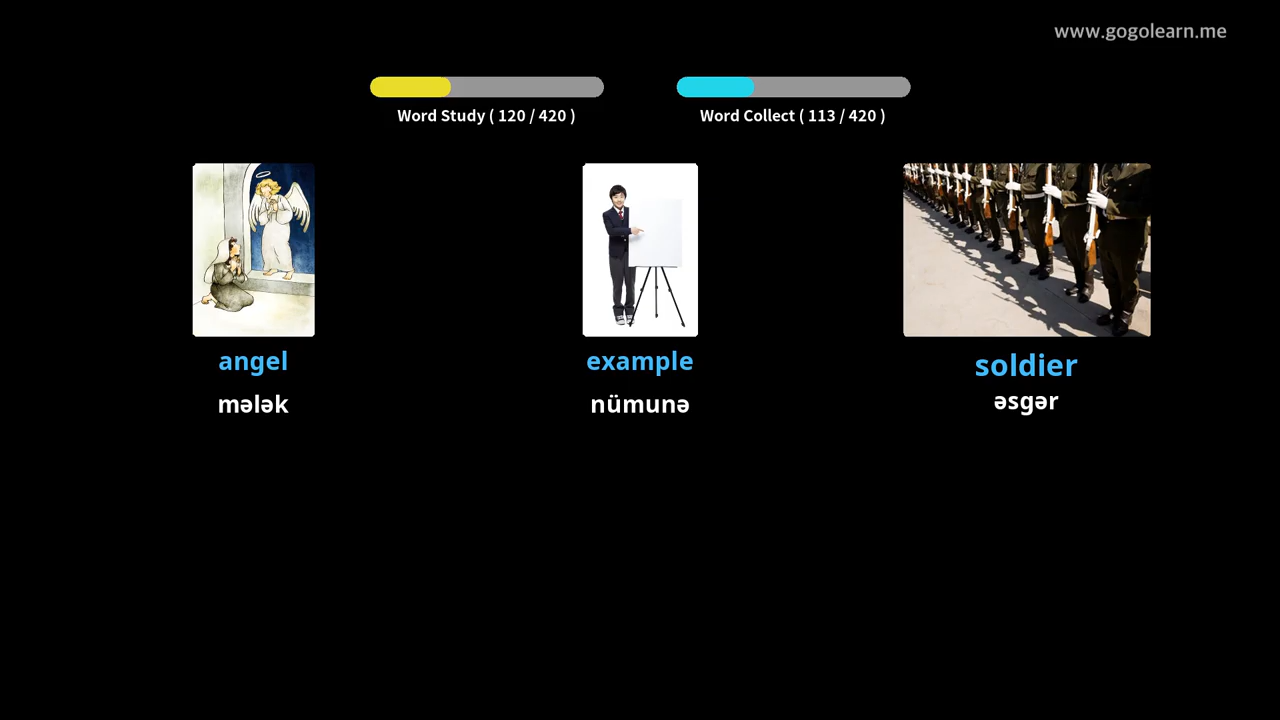 www.gogolearn.me
Word Study ( 120 / 420 )
Word Collect ( 113 / 420 )
angel
example
soldier
mələk
nümunə
əsgər